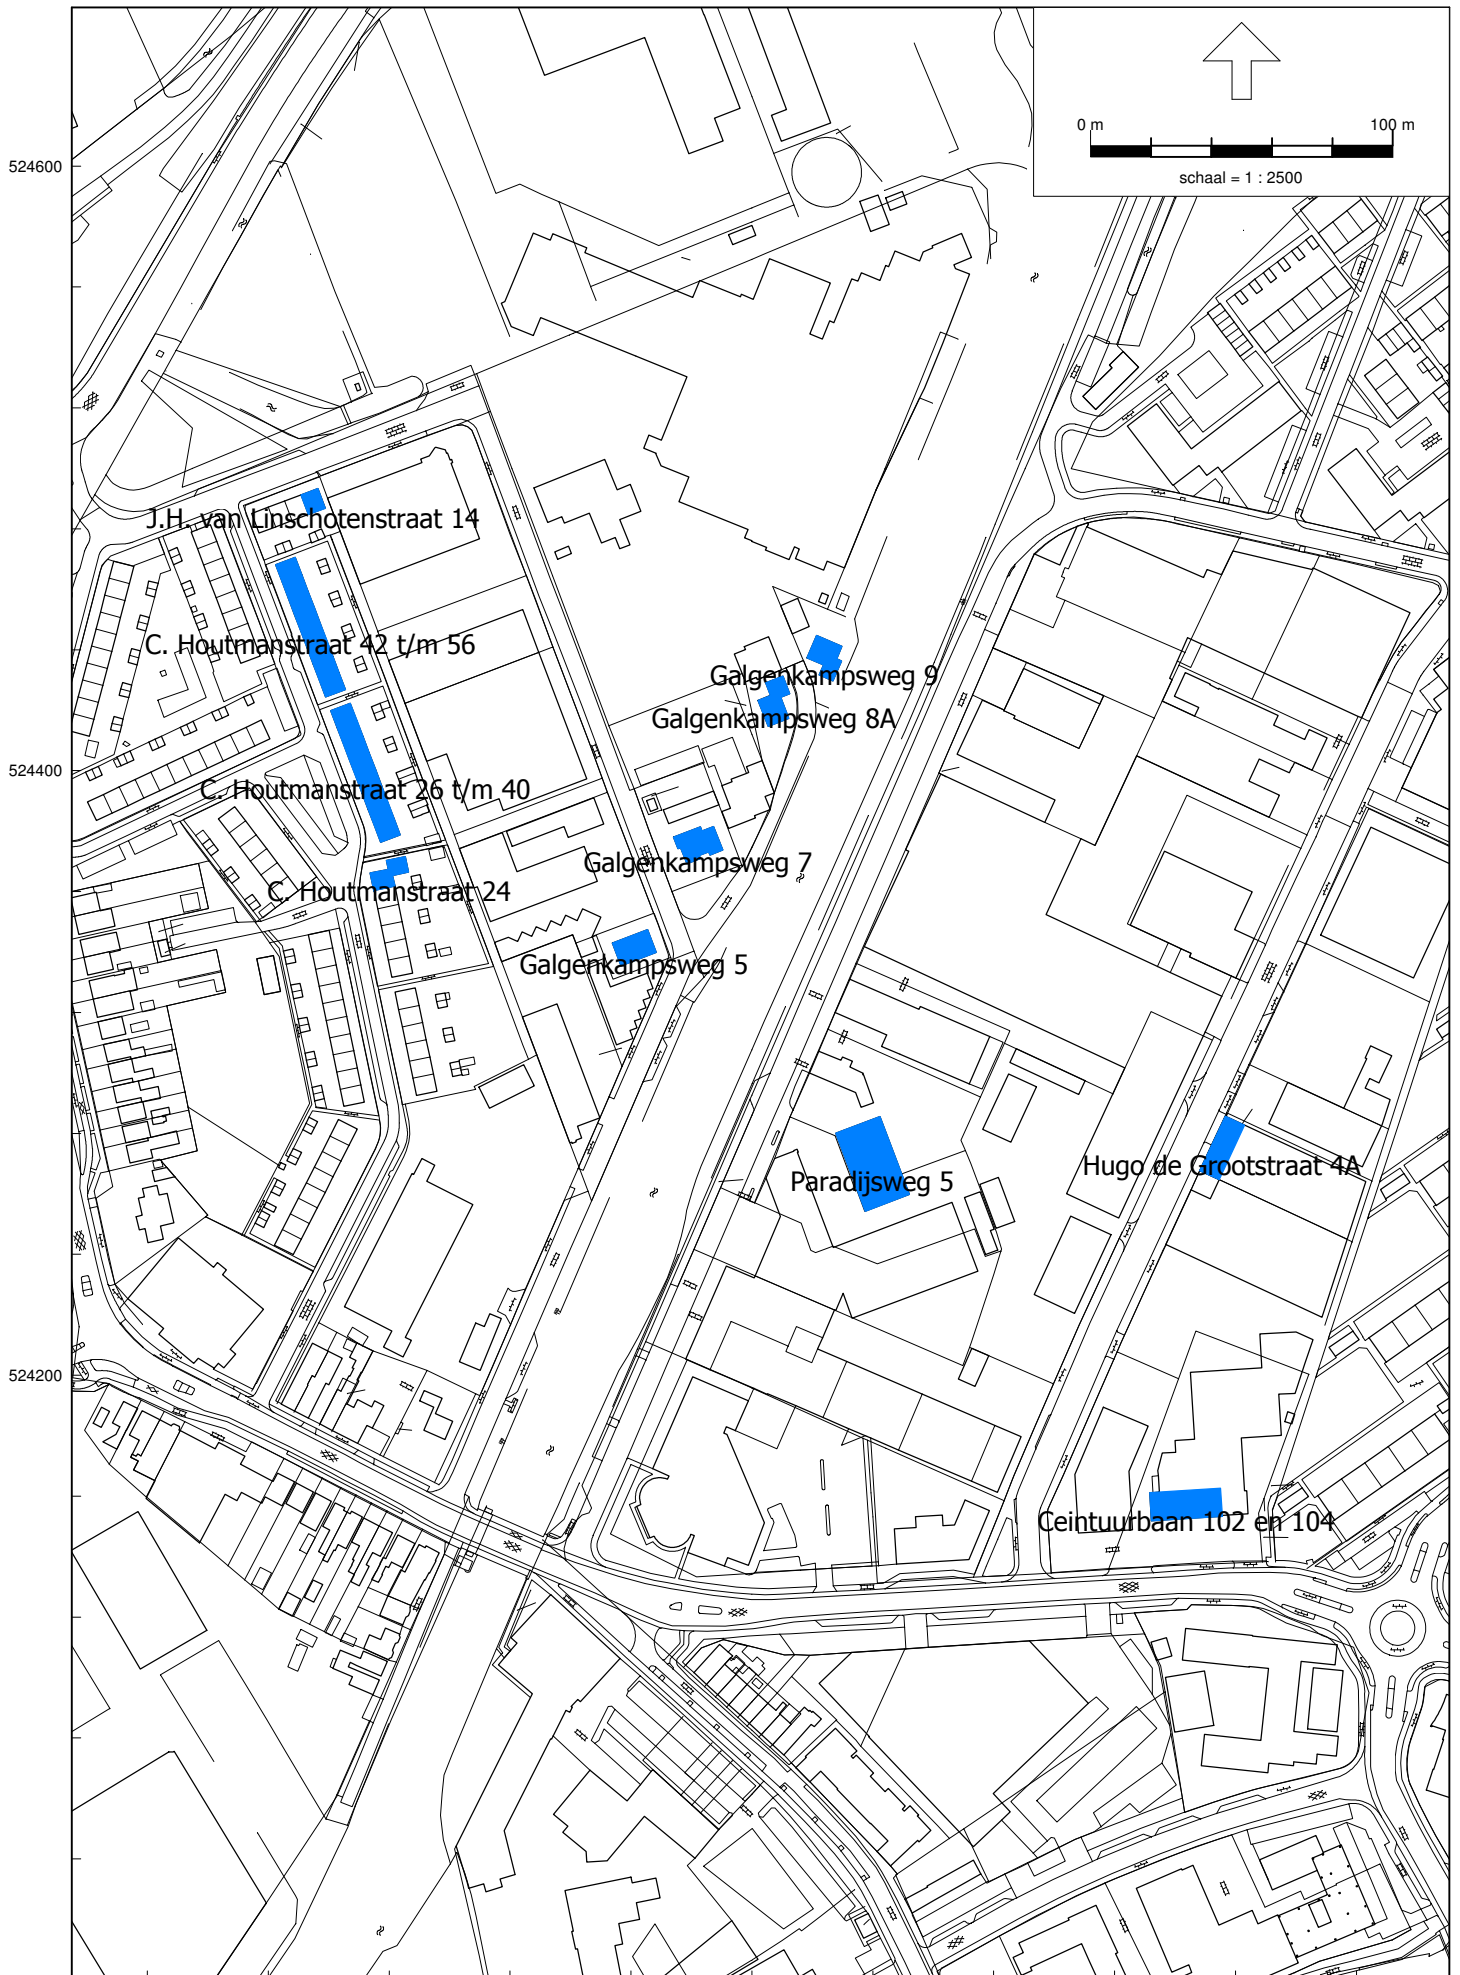 0 m
100 m
schaal = 1 : 2500
524600
J.H. van Linschotenstraat 14
C. Houtmanstraat 42 t/m 56
Galgenkampsweg 9
Galgenkampsweg 8A
524400
C. Houtmanstraat 26 t/m 40
Galgenkampsweg 7
C. Houtmanstraat 24
Galgenkampsweg 5
Hugo de Grootstraat 4A
Paradijsweg 5
524200
Ceintuurbaan 102 en 104